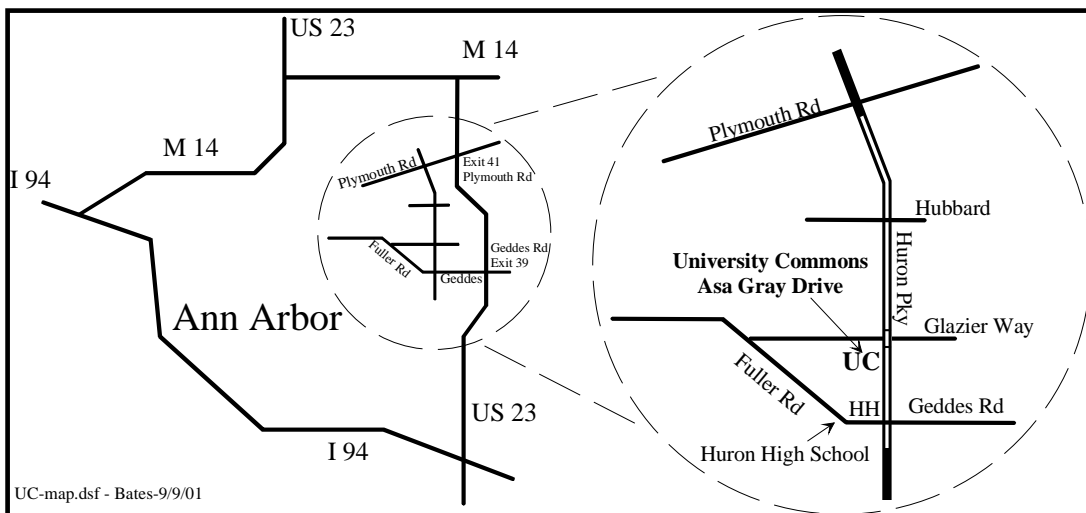 US 23
M 14
M 14
I 94
Plymouth Rd
Exit 41
Plymouth Rd
Geddes Rd
Exit 39
Fuller Rd
Geddes
Ann Arbor
US 23
I 94
UC-map.dsf - Bates-9/9/01
Plymouth Rd
Hubbard
Huron Pky
University Commons
Asa Gray Drive
Glazier Way
UC
Fuller Rd
HH
Geddes Rd
Huron High School